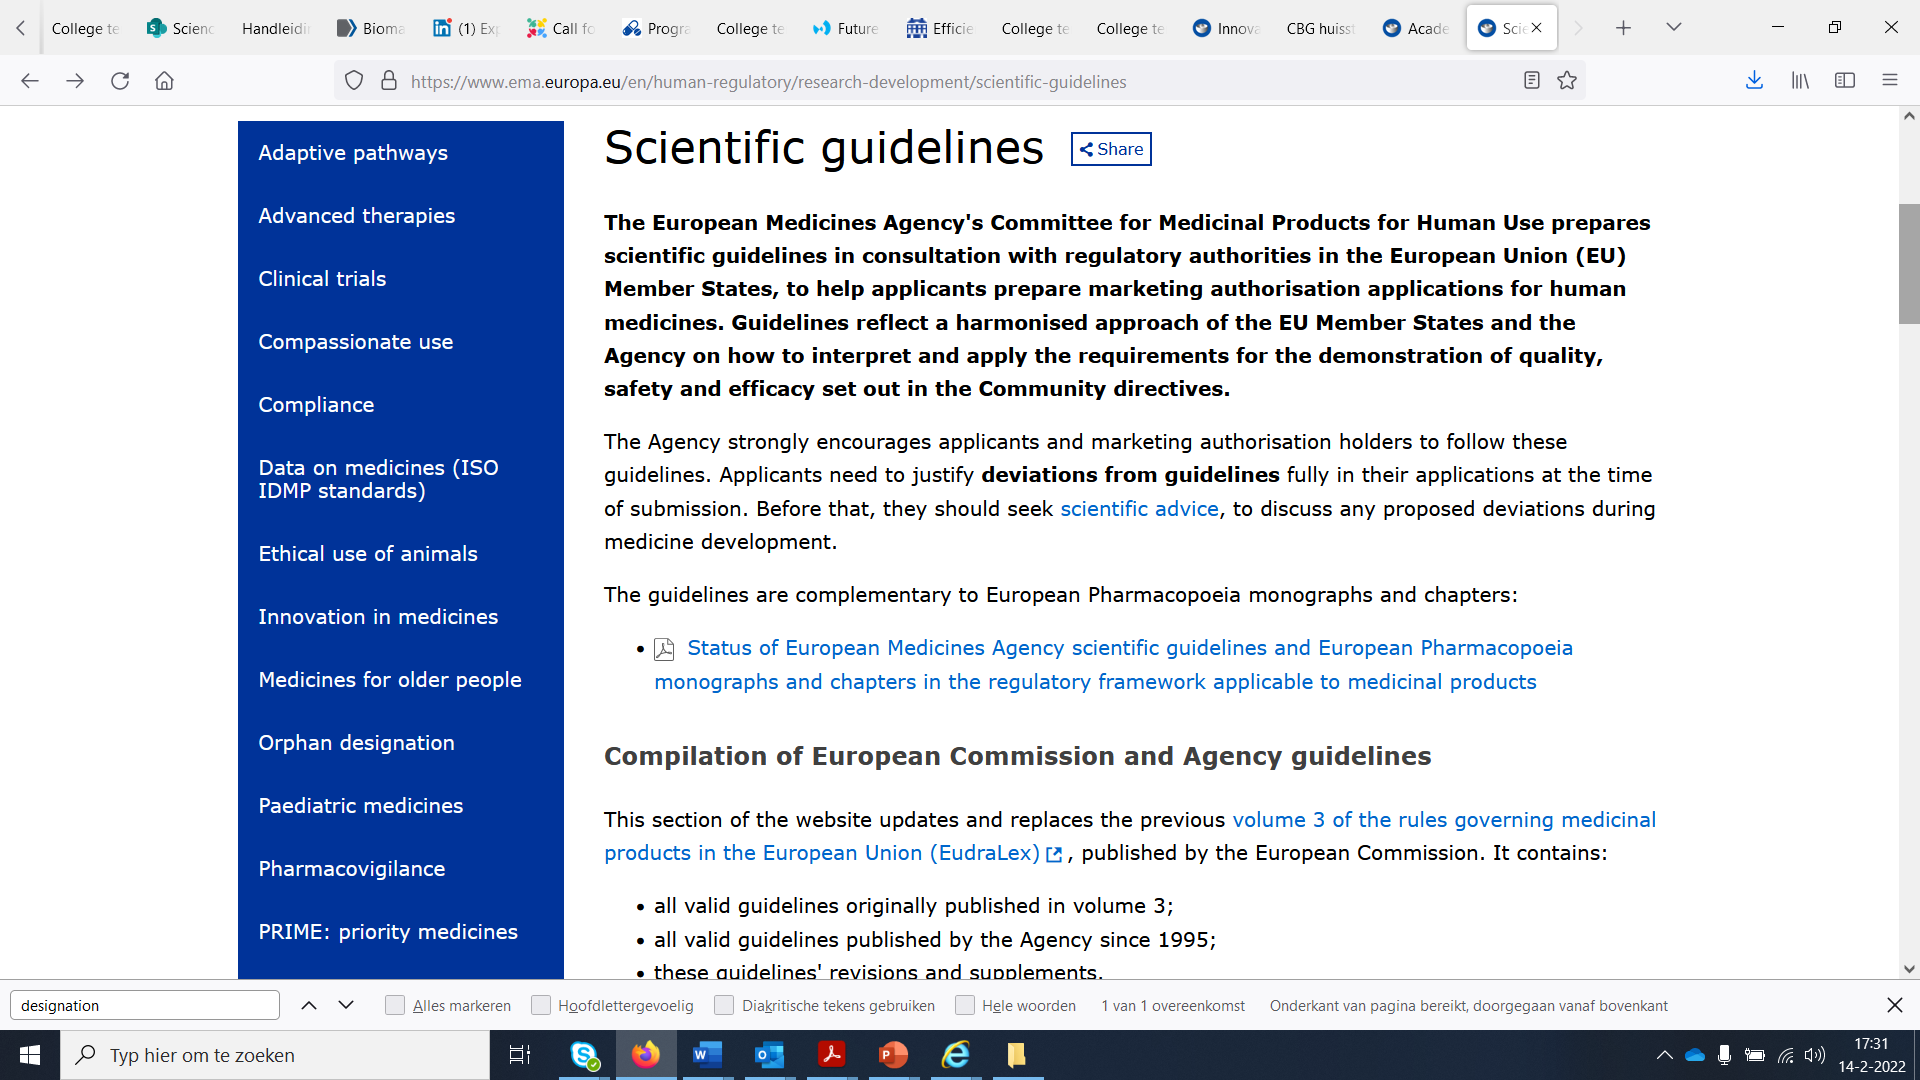 College te
Scienc
Handleidin
Bioma
(1) Exp
Call fo
Progra
College te
Future
Efficie
College te
College te
Innova
CBG huisst
Acade
Scie
https://www.ema.europa.eu/en/human-regulatory/research-development/scientific-guidelines
Adaptive pathways
Advanced therapies
Clinical trials
Compassionate use
Compliance
Data on medicines (ISO
IDMP standards)
Ethical use of animals
Innovation in medicines
Medicines for older people
Orphan designation
Paediatric medicines
Pharmacovigilance
PRIME: priority medicines
Scientific guidelines
Share
The European Medicines Agency's Committee for Medicinal Products for Human Use prepares
scientific guidelines in consultation with regulatory authorities in the European Union (EU)
Member States, to help applicants prepare marketing authorisation applications for human
medicines. Guidelines reflect a harmonised approach of the EU Member States and the
Agency on how to interpret and apply the requirements for the demonstration of quality,
safety and efficacy set out in the Community directives.
The Agency strongly encourages applicants and marketing authorisation holders to follow these
guidelines. Applicants need to justify deviations from guidelines fully in their applications at the time
of submission. Before that, they should seek scientific advice, to discuss any proposed deviations during
medicine development.
The guidelines are complementary to European Pharmacopoeia monographs and chapters:
• Status of European Medicines Agency scientific guidelines and European Pharmacopoeia
monographs and chapters in the regulatory framework applicable to medicinal products
Compilation of European Commission and Agency guidelines
This section of the website updates and replaces the previous volume 3 of the rules governing medicinal
products in the European Union (EudraLex) , published by the European Commission. It contains:
• all valid guidelines originally published in volume 3;
• all valid guidelines published by the Agency since 1995;
• these guidelines' revisions and supplements.
designation
Alles markeren
Hoofdlettergevoelig
Diakritische tekens gebruiken
Hele woorden
1 van 1 overeenkomst
Onderkant van pagina bereikt, doorgegaan vanaf bovenkant
Typ hier om te zoeken
17:31
14-2-2022